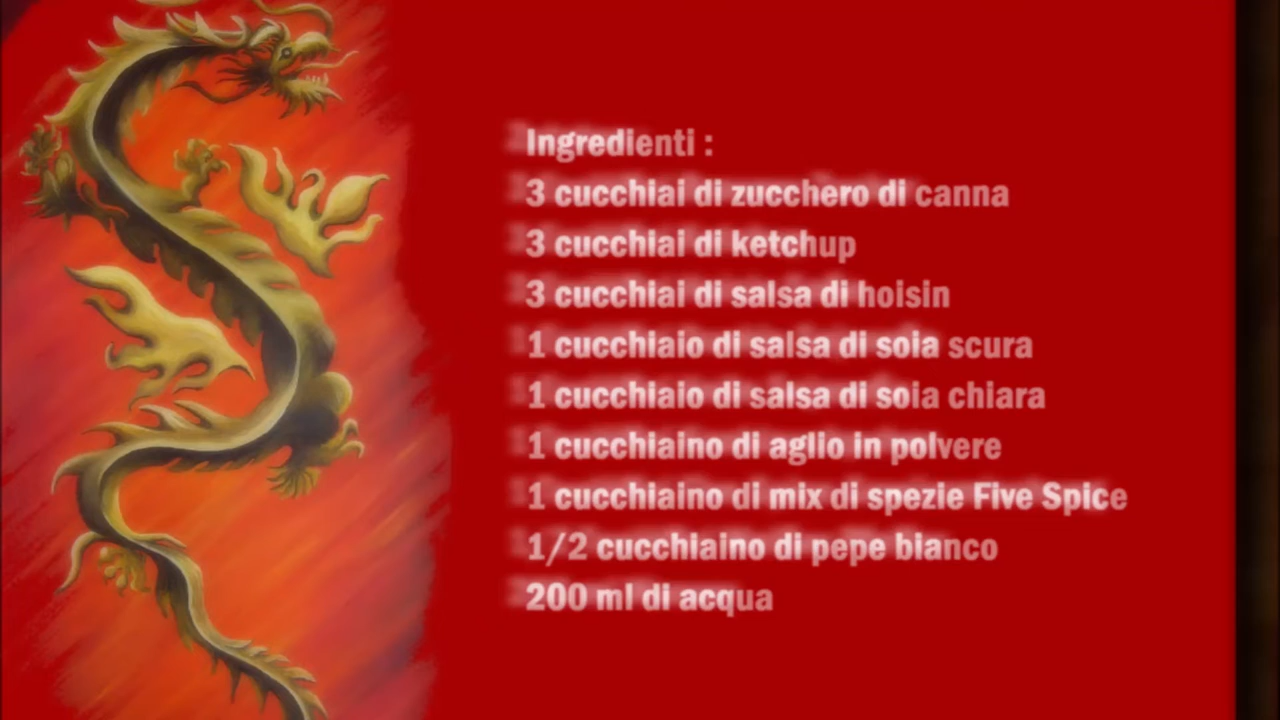 Ingredienti :
3 cucchiai di zucchero di canna
3 cucchiai di ketchup
3 cucchiai di salsa di hoisin
1 cucchiaio di salsa di soia scura
1 cucchiaio di salsa di soia chiara
1 cucchiaino di aglio in polvere
1 cucchiaino di mix di spezie Five Spice
1/2 cucchiaino di pepe bianco
200 ml di acqua